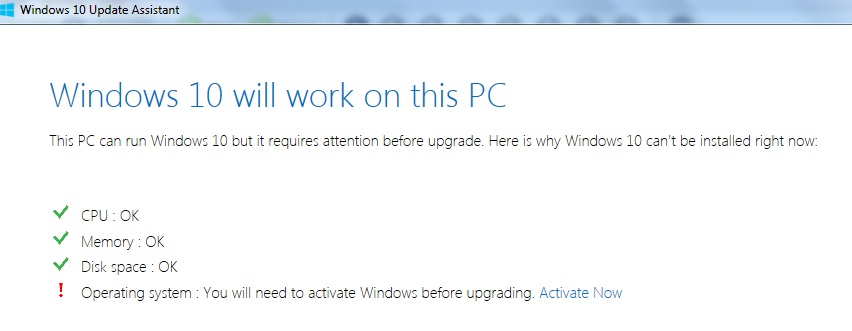 Windows 10 Update Assistant
Windows 10 will work on this PC
This PC can run Windows 10 but it requires attention before upgrade. Here is why Windows 10 can't be installed right now:
CPU : OK
Memory : OK
Disk space : OK
Operating system : You will need to activate Windows before upgrading. Activate Now